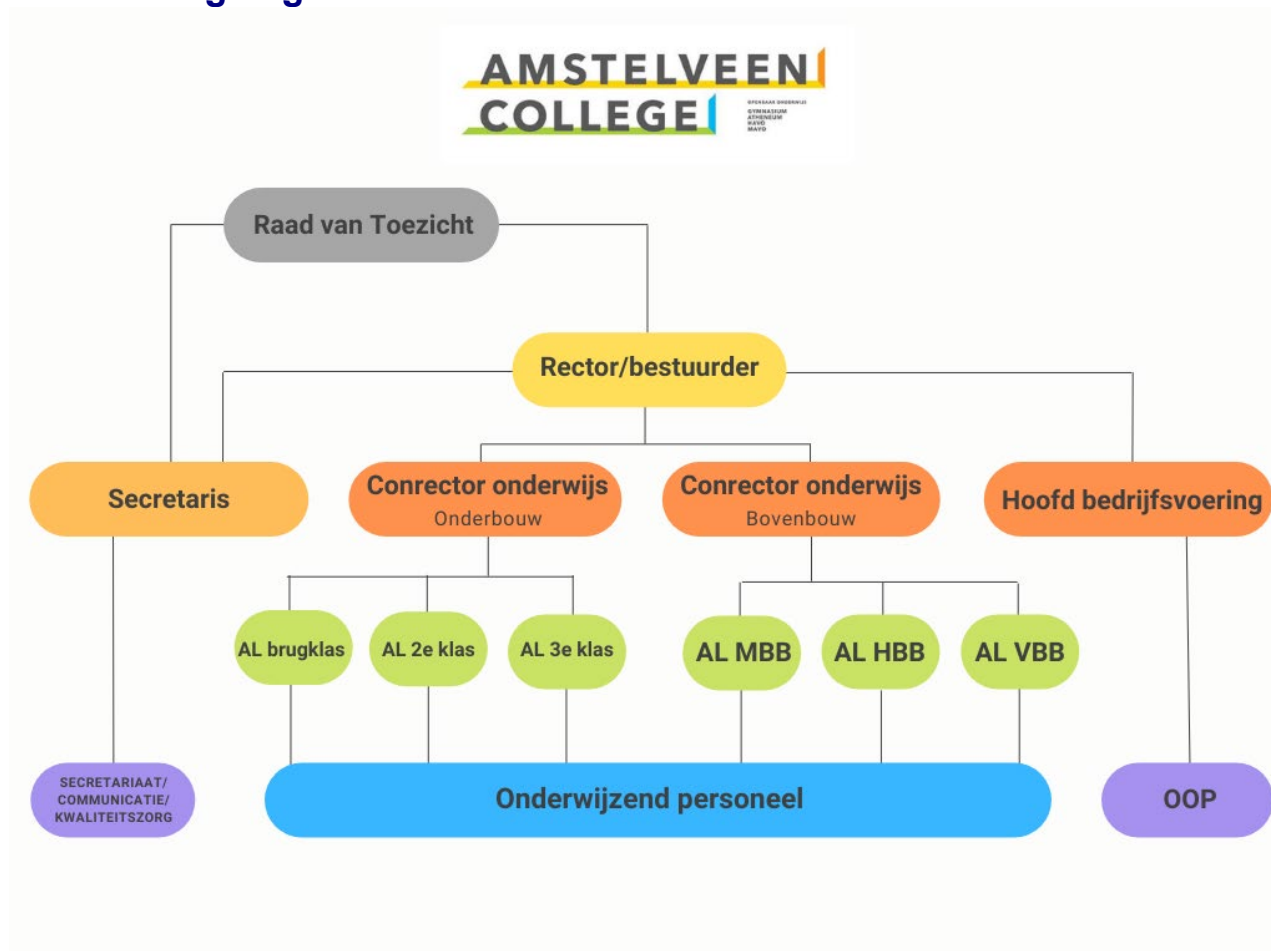 AMSTELVEEN
COLLEGE
OPENBAAR ONDERWIJS
GYMNASIUM
ATHENEUM
HAVO
MAVO
Raad van Toezicht
Rector/bestuurder
Secretaris
Conrector onderwijs
Onderbouw
Conrector onderwijs
Bovenbouw
Hoofd bedrijfsvoering
AL brugklas
AL 2e klas
AL 3e klas
AL MBB
AL HBB
AL VBB
SECRETARIAAT/
COMMUNICATIE/
KWALITEITSZORG
Onderwijzend personeel
OOP